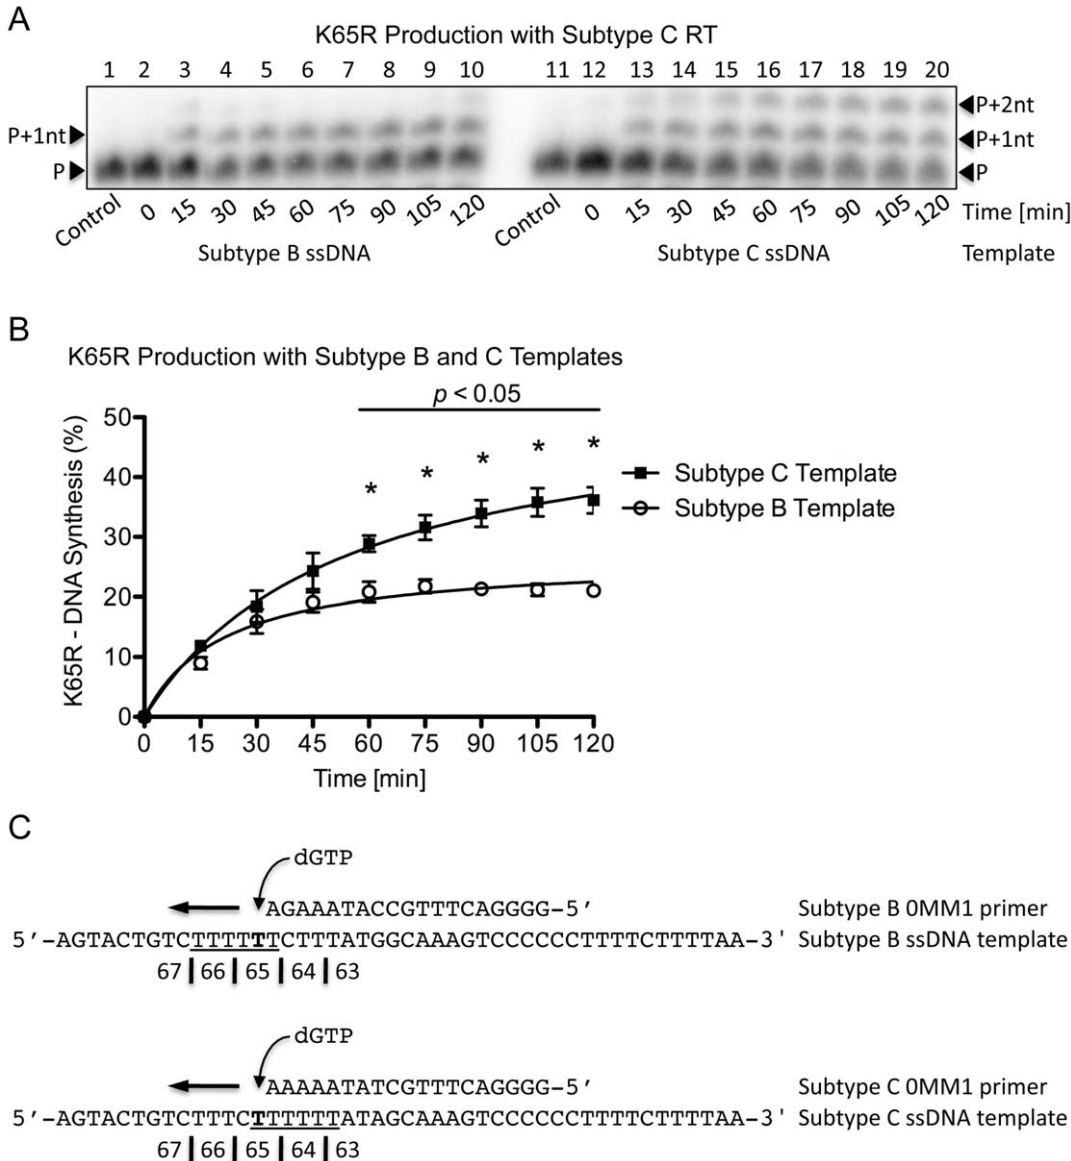 A
K65R Production with Subtype C RT
1 2 3 4 5 6 7 8 9 10 11 12 13 14 15 16 17 18 19 20
P+2nt
P+1nt P+1nt
P P
Control 0 15 30 45 60 75 90 105 120 Control 0 15 30 45 60 75 90 105 120 Time [min]
Subtype B ssDNA Subtype C ssDNA Template
B
K65R Production with Subtype B and C Templates
p < 0.05
50
40
30
20
10
0
K65R - DNA Synthesis (%)
* * * * *
Subtype C Template
Subtype B Template
0 15 30 45 60 75 90 105 120
Time [min]
C
dGTP
AGAAATACCGTTTCAGGGG-5′ Subtype B 0MM1 primer
5′-AGTACTGTCTTTTTTCTTTATGGCAAAGTCCCCCCTTTTCTTTTAA-3' Subtype B ssDNA template
67 | 66 | 65 | 64 | 63
dGTP
AAAAATATCGTTTCAGGGG-5′ Subtype C 0MM1 primer
5′-AGTACTGTCTTTCTTTTTTATAGCAAAGTCCCCCCTTTTCTTTTAA-3' Subtype C ssDNA template
67 | 66 | 65 | 64 | 63